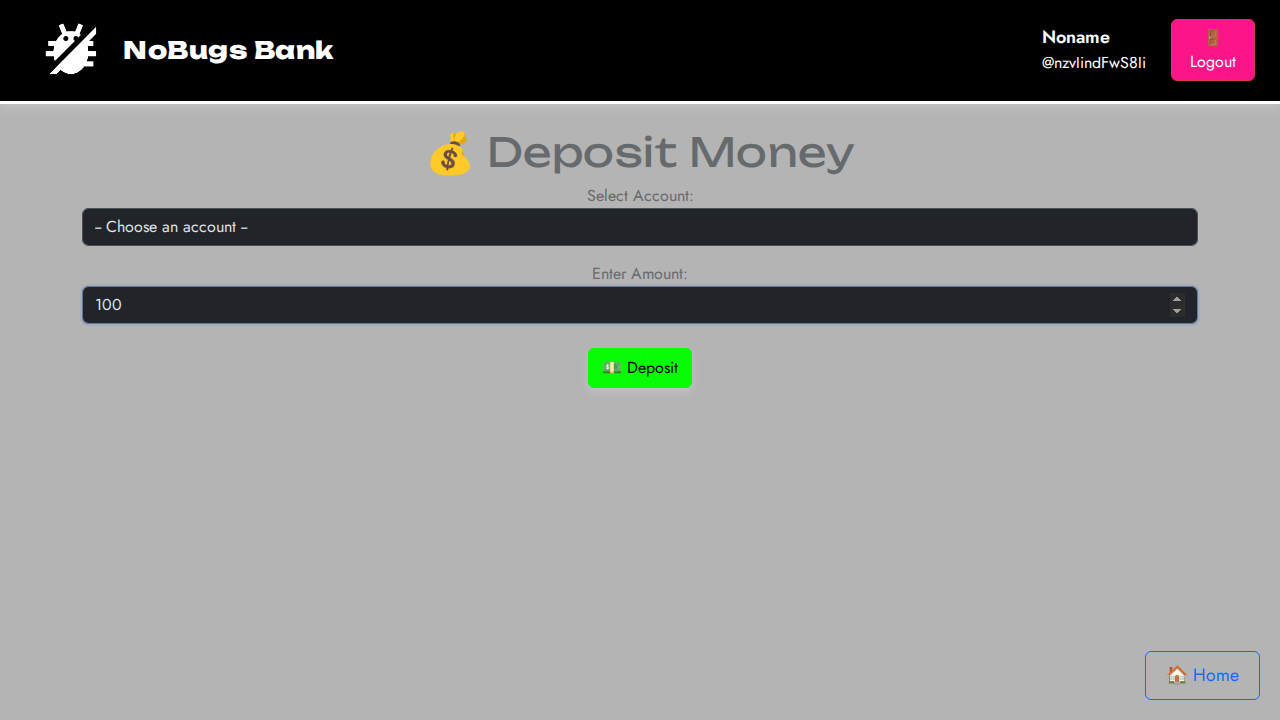 NoBugs Bank
Noname
@nzvlindFwS8li
Logout
Deposit Money
Select Account:
-- Choose an account --
Enter Amount:
100
Deposit
Home